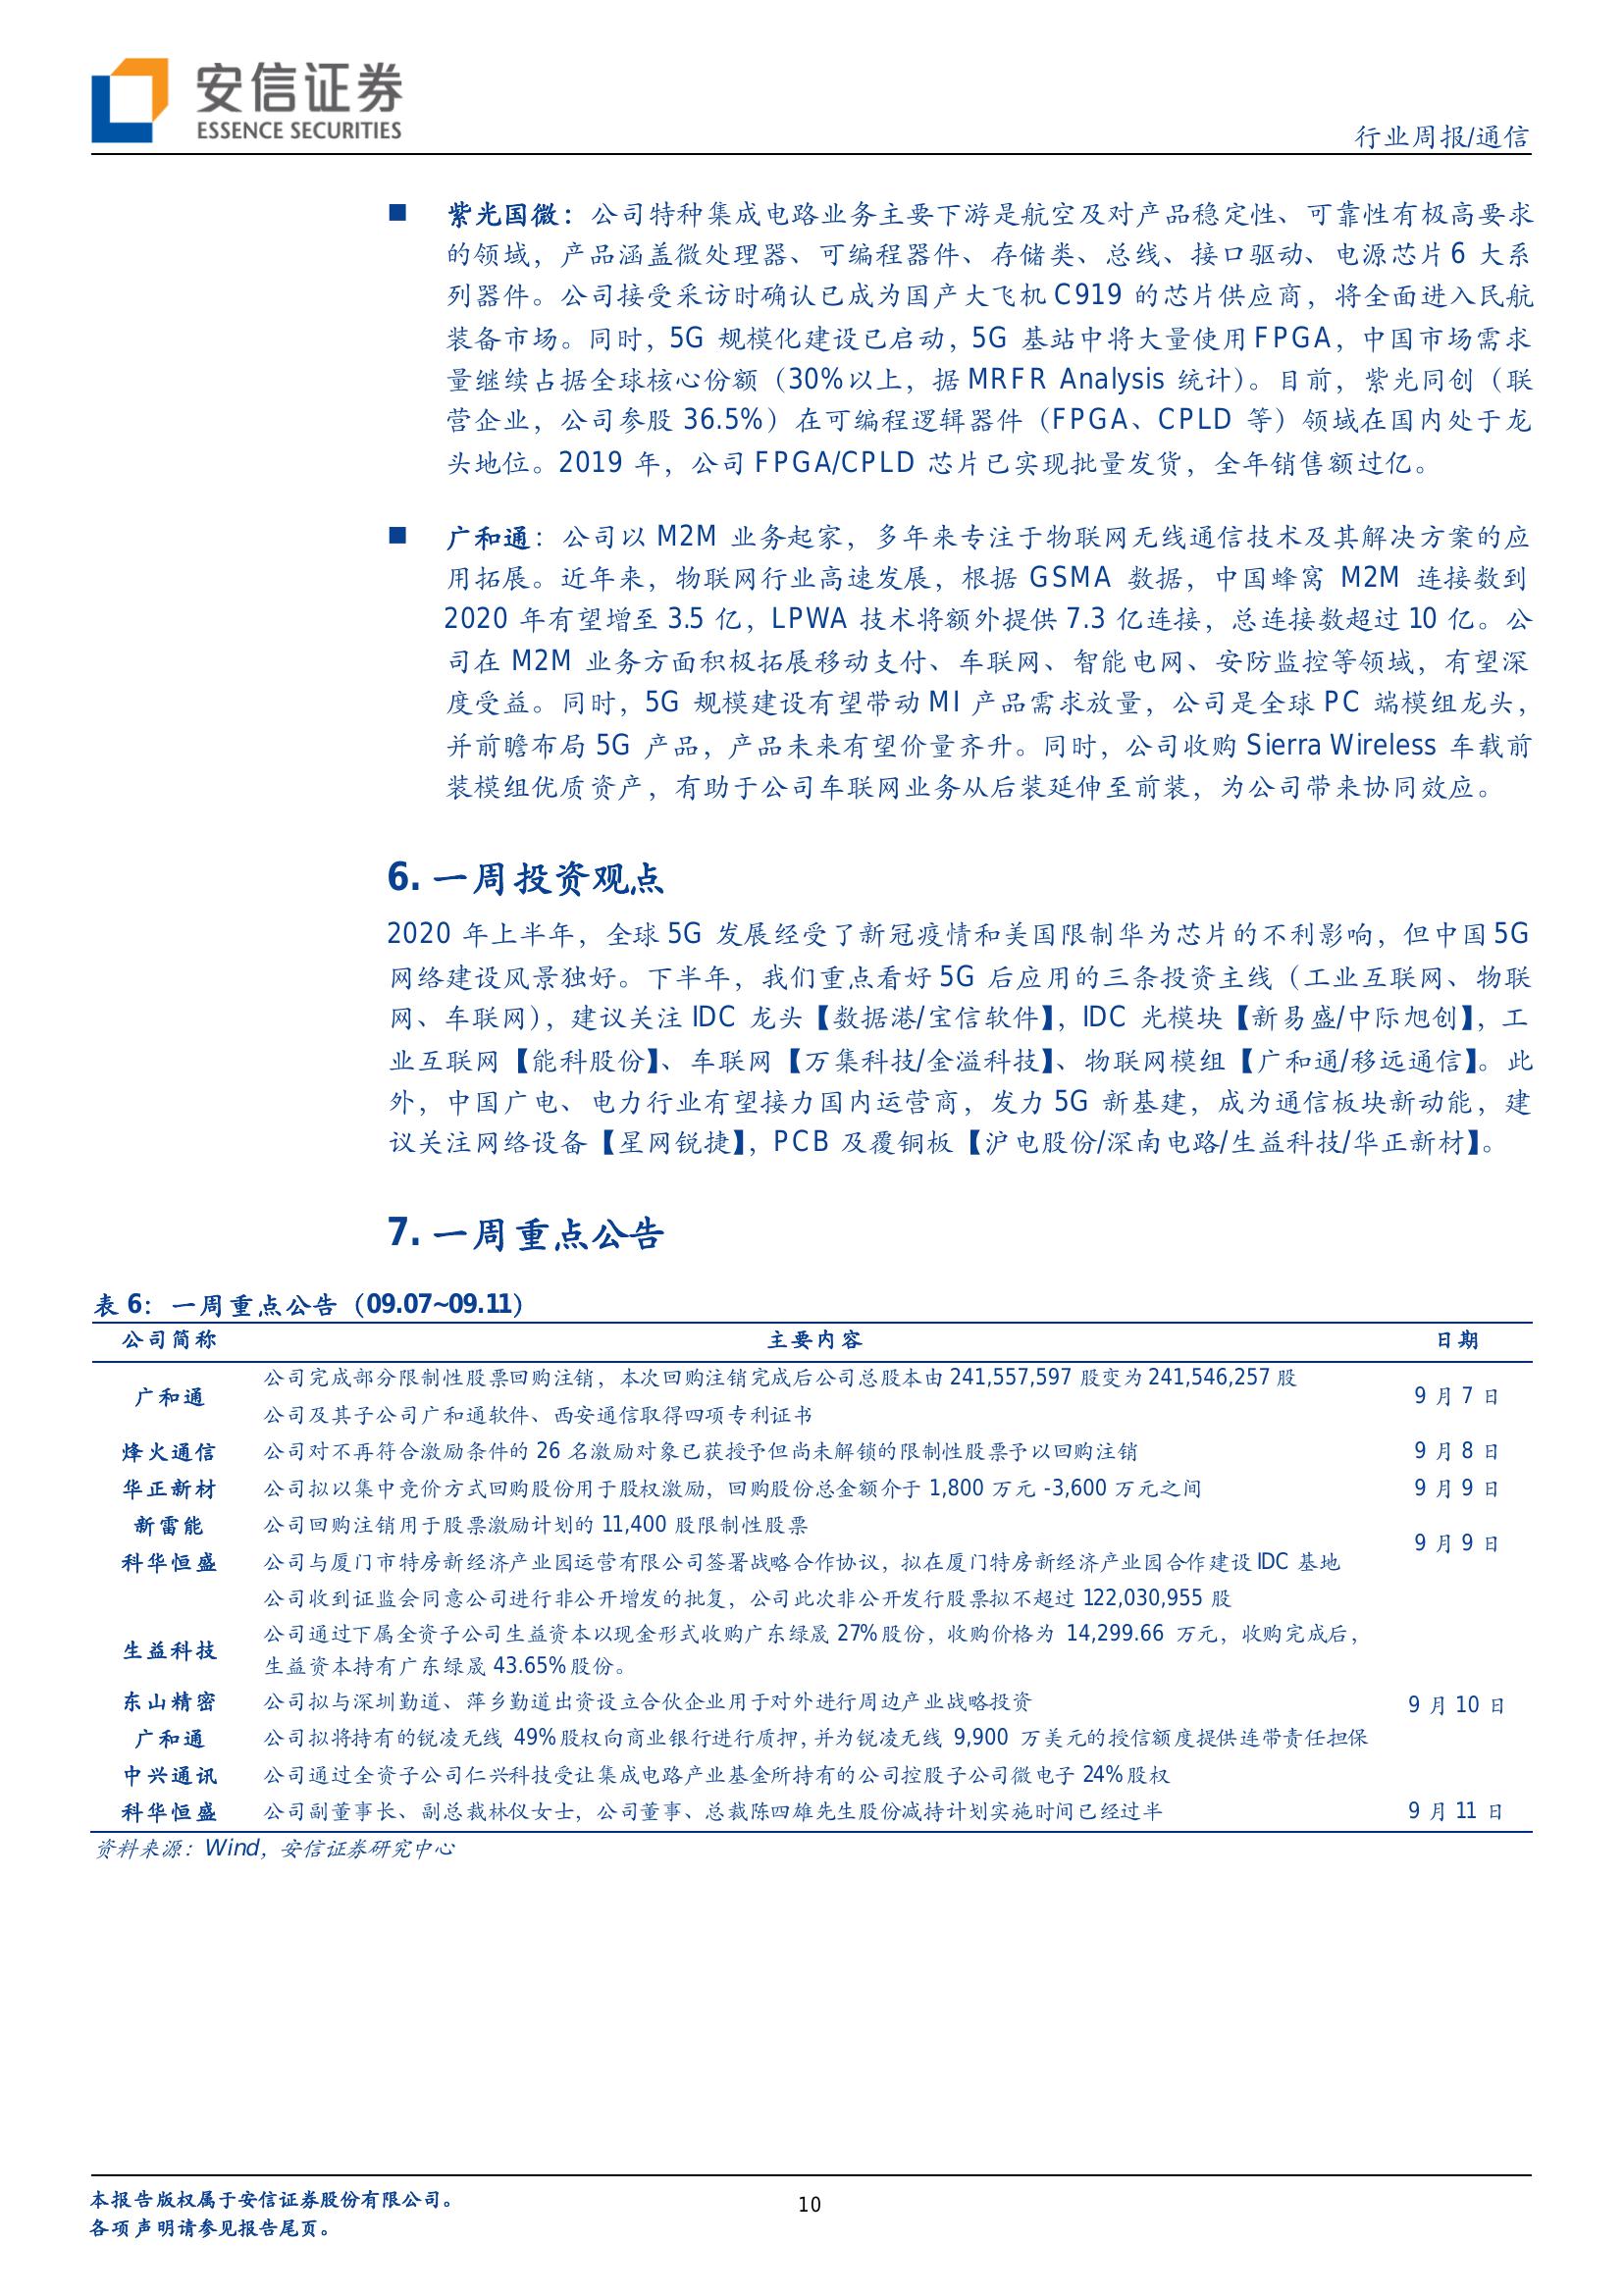 安信证券
ESSENCE SECURITIES
行业周报/通信
■ 紫光国微：公司特种集成电路业务主要下游是航空及对产品稳定性、可靠性有极高要求
的领域，产品涵盖微处理器、可编程器件、存储类、总线、接口驱动、电源芯片 6 大系
列器件。公司接受采访时确认已成为国产大飞机 C919 的芯片供应商，将全面进入民航
装备市场。同时，5G 规模化建设已启动，5G 基站中将大量使用 FPGA，中国市场需求
量继续占据全球核心份额（30%以上，据 MRFR Analysis 统计）。目前，紫光同创（联
营企业，公司参股 36.5%）在可编程逻辑器件（FPGA、CPLD 等）领域在国内处于龙
头地位。2019 年，公司 FPGA/CPLD 芯片已实现批量发货，全年销售额过亿。
■ 广和通：公司以 M2M 业务起家，多年来专注于物联网无线通信技术及其解决方案的应
用拓展。近年来，物联网行业高速发展，根据 GSMA 数据，中国蜂窝 M2M 连接数到
2020 年有望增至 3.5 亿，LPWA 技术将额外提供 7.3 亿连接，总连接数超过 10 亿。公
司在 M2M 业务方面积极拓展移动支付、车联网、智能电网、安防监控等领域，有望深
度受益。同时，5G 规模建设有望带动 MI 产品需求放量，公司是全球 PC 端模组龙头，
并前瞻布局 5G 产品，产品未来有望价量齐升。同时，公司收购 Sierra Wireless 车载前
装模组优质资产，有助于公司车联网业务从后装延伸至前装，为公司带来协同效应。
6. 一周投资观点
2020 年上半年，全球 5G 发展经受了新冠疫情和美国限制华为芯片的不利影响，但中国 5G
网络建设风景独好。下半年，我们重点看好 5G 后应用的三条投资主线（工业互联网、物联
网、车联网），建议关注 IDC 龙头【数据港/宝信软件】，IDC 光模块【新易盛/中际旭创】，工
业互联网【能科股份】、车联网【万集科技/金溢科技】、物联网模组【广和通/移远通信】。此
外，中国广电、电力行业有望接力国内运营商，发力 5G 新基建，成为通信板块新动能，建
议关注网络设备【星网锐捷】，PCB 及覆铜板【沪电股份/深南电路/生益科技/华正新材】。
7. 一周重点公告
表 6：一周重点公告（09.07~09.11）
公司简称 主要内容 日期
广和通 公司完成部分限制性股票回购注销，本次回购注销完成后公司总股本由 241,557,597 股变为 241,546,257 股 9 月 7 日
公司及其子公司广和通软件、西安通信取得四项专利证书
烽火通信 公司对不再符合激励条件的 26 名激励对象已获授予但尚未解锁的限制性股票予以回购注销 9 月 8 日
华正新材 公司拟以集中竞价方式回购股份用于股权激励，回购股份总金额介于 1,800 万元 -3,600 万元之间 9 月 9 日
新雷能 公司回购注销用于股票激励计划的 11,400 股限制性股票 9 月 9 日
科华恒盛 公司与厦门市特房新经济产业园运营有限公司签署战略合作协议，拟在厦门特房新经济产业园合作建设 IDC 基地
公司收到证监会同意公司进行非公开增发的批复，公司此次非公开发行股票拟不超过 122,030,955 股
生益科技 公司通过下属全资子公司生益资本以现金形式收购广东绿晟 27%股份，收购价格为 14,299.66 万元，收购完成后，
生益资本持有广东绿晟 43.65%股份。
东山精密 公司拟与深圳勤道、萍乡勤道出资设立合伙企业用于对外进行周边产业战略投资 9 月 10 日
广和通 公司拟将持有的锐凌无线 49%股权向商业银行进行质押，并为锐凌无线 9,900 万美元的授信额度提供连带责任担保
中兴通讯 公司通过全资子公司仁兴科技受让集成电路产业基金所持有的公司控股子公司微电子 24%股权
科华恒盛 公司副董事长、副总裁林仪女士，公司董事、总裁陈四雄先生股份减持计划实施时间已经过半 9 月 11 日
资料来源：Wind，安信证券研究中心
本报告版权属于安信证券股份有限公司。
各项声明请参见报告尾页。
10